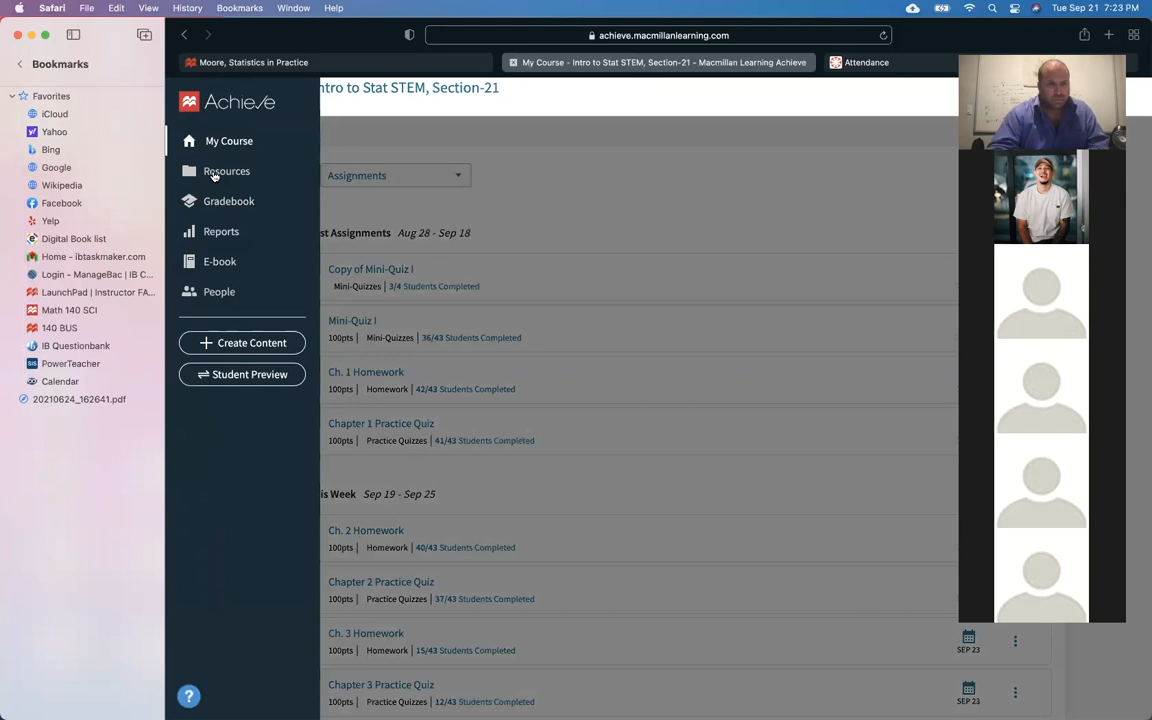 Safari File Edit View History Bookmarks Window Help Tue Sep 21 7:23 PM
achieve.macmillanlearning.com
Bookmarks
Moore, Statistics in Practice
My Course - Intro to Stat STEM, Section-21 - Macmillan Learning Achieve
Attendance
Favorites
iCloud
Yahoo
Bing
Google
Wikipedia
Facebook
Yelp
Digital Book list
Home - ibtaskmaker.com
Login - ManageBac | IB C...
LaunchPad | Instructor FA...
Math 140 SCI
140 BUS
IB Questionbank
SIS PowerTeacher
Calendar
20210624_162641.pdf
Achieve
My Course
Resources
Gradebook
Reports
E-book
People
+ Create Content
Student Preview
?
ntro to Stat STEM, Section-21
Assignments
st Assignments Aug 28 - Sep 18
Copy of Mini-Quiz I
Mini-Quizzes | 3/4 Students Completed
Mini-Quiz I
100pts | Mini-Quizzes | 36/43 Students Completed
Ch. 1 Homework
100pts | Homework | 42/43 Students Completed
Chapter 1 Practice Quiz
100pts | Practice Quizzes | 41/43 Students Completed
is Week Sep 19 - Sep 25
Ch. 2 Homework
100pts | Homework | 40/43 Students Completed
Chapter 2 Practice Quiz
100pts | Practice Quizzes | 37/43 Students Completed
Ch. 3 Homework
100pts | Homework | 15/43 Students Completed
SEP 23
Chapter 3 Practice Quiz
100pts | Practice Quizzes | 12/43 Students Completed
SEP 23